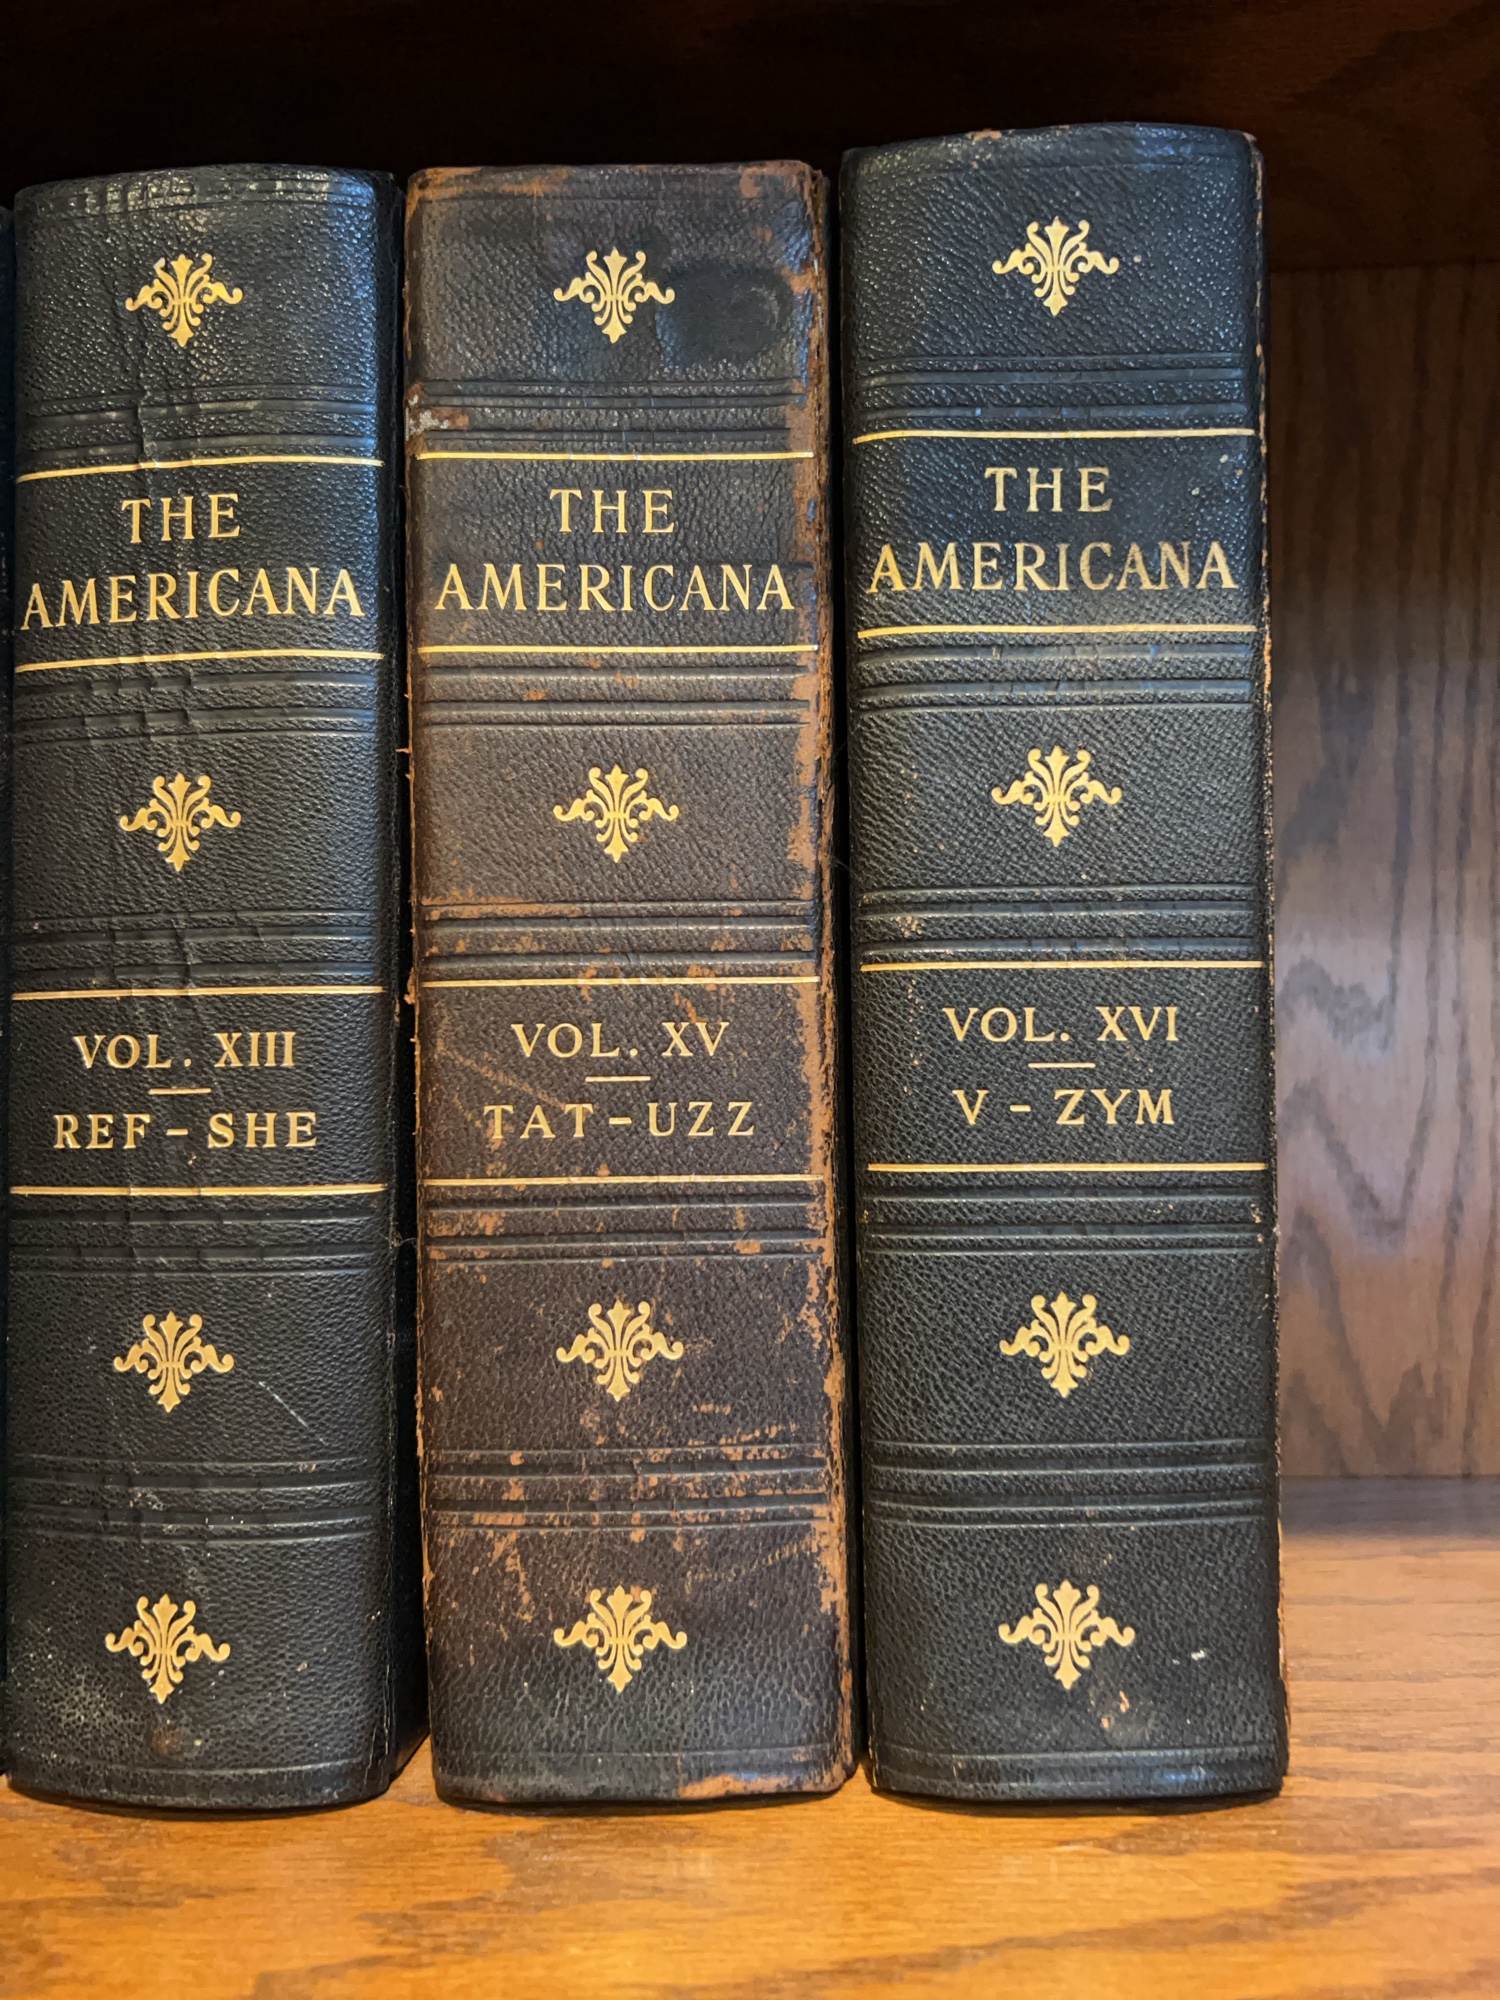 THE
AMERICANA
VOL. XIII
REF – SHE
THE
AMERICANA
VOL. XV
TAT – UZZ
THE
AMERICANA
VOL. XVI
V – ZYM